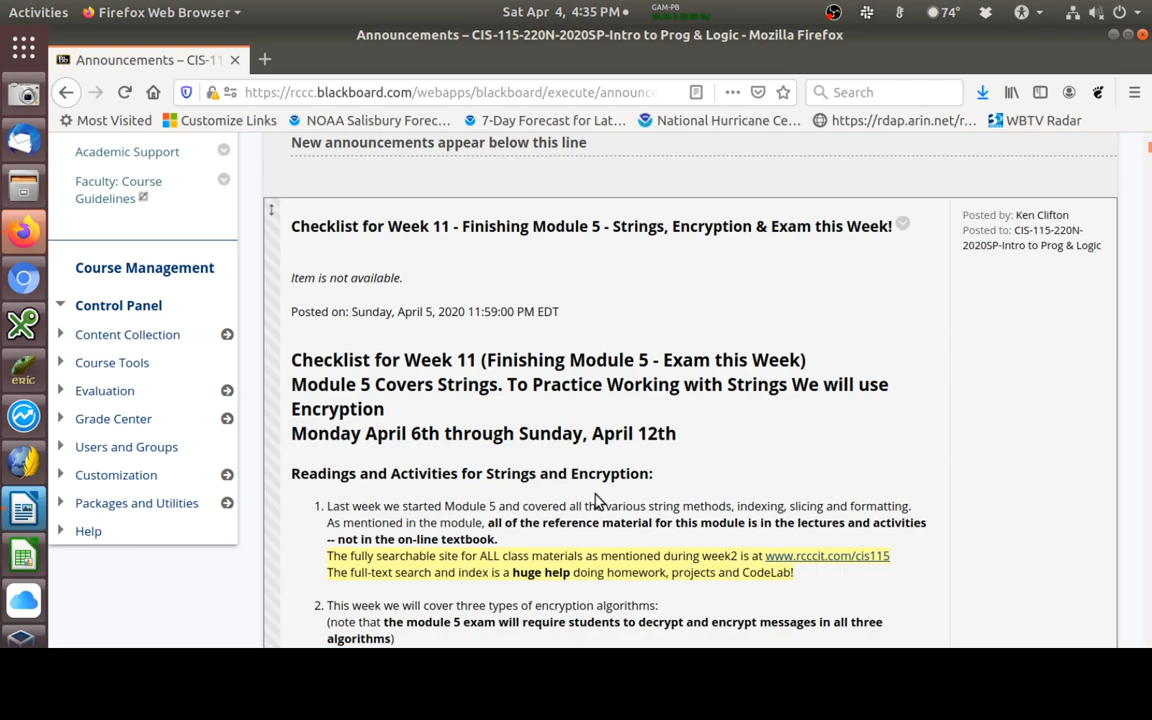 Activities Firefox Web Browser Sat Apr 4, 4:35 PM GAM-PB 74°
Announcements – CIS-115-220N-2020SP-Intro to Prog & Logic - Mozilla Firefox
Bb Announcements – CIS-11
https://rccc.blackboard.com/webapps/blackboard/execute/announce Search
Most Visited Customize Links NOAA Salisbury Forec... 7-Day Forecast for Lat... National Hurricane Ce... https://rdap.arin.net/r... WBTV Radar
Academic Support
Faculty: Course
Guidelines
Course Management
Control Panel
Content Collection
Course Tools
Evaluation
Grade Center
Users and Groups
Customization
Packages and Utilities
Help
eric
New announcements appear below this line
Checklist for Week 11 - Finishing Module 5 - Strings, Encryption & Exam this Week!
Item is not available.
Posted on: Sunday, April 5, 2020 11:59:00 PM EDT
Checklist for Week 11 (Finishing Module 5 - Exam this Week)
Module 5 Covers Strings. To Practice Working with Strings We will use
Encryption
Monday April 6th through Sunday, April 12th
Readings and Activities for Strings and Encryption:
1. Last week we started Module 5 and covered all the various string methods, indexing, slicing and formatting.
As mentioned in the module, all of the reference material for this module is in the lectures and activities
-- not in the on-line textbook.
The fully searchable site for ALL class materials as mentioned during week2 is at www.rcccit.com/cis115
The full-text search and index is a huge help doing homework, projects and CodeLab!
2. This week we will cover three types of encryption algorithms:
(note that the module 5 exam will require students to decrypt and encrypt messages in all three
algorithms)
Posted by: Ken Clifton
Posted to: CIS-115-220N-
2020SP-Intro to Prog & Logic